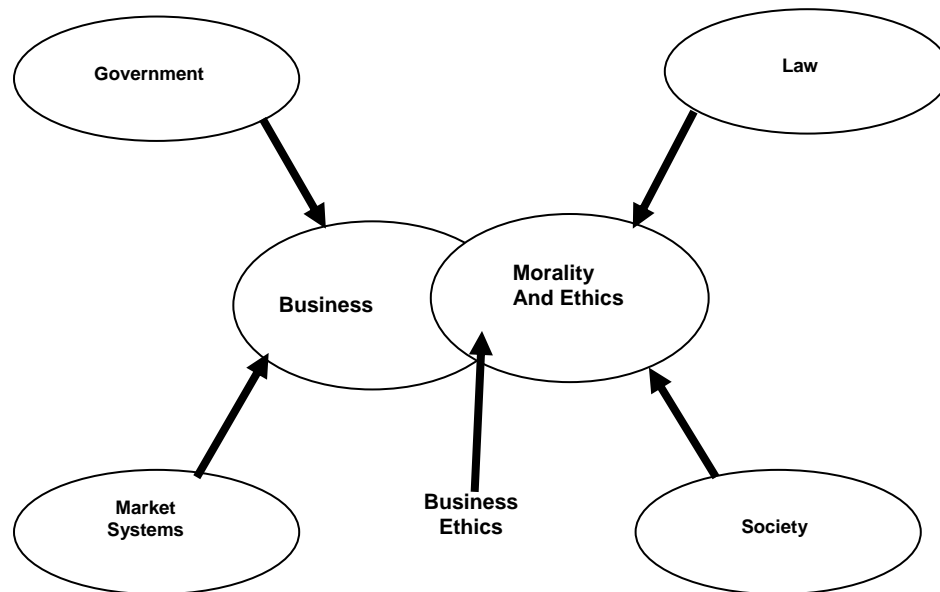 Government
Law
Business
Morality
And Ethics
Market
Systems
Business
Ethics
Society